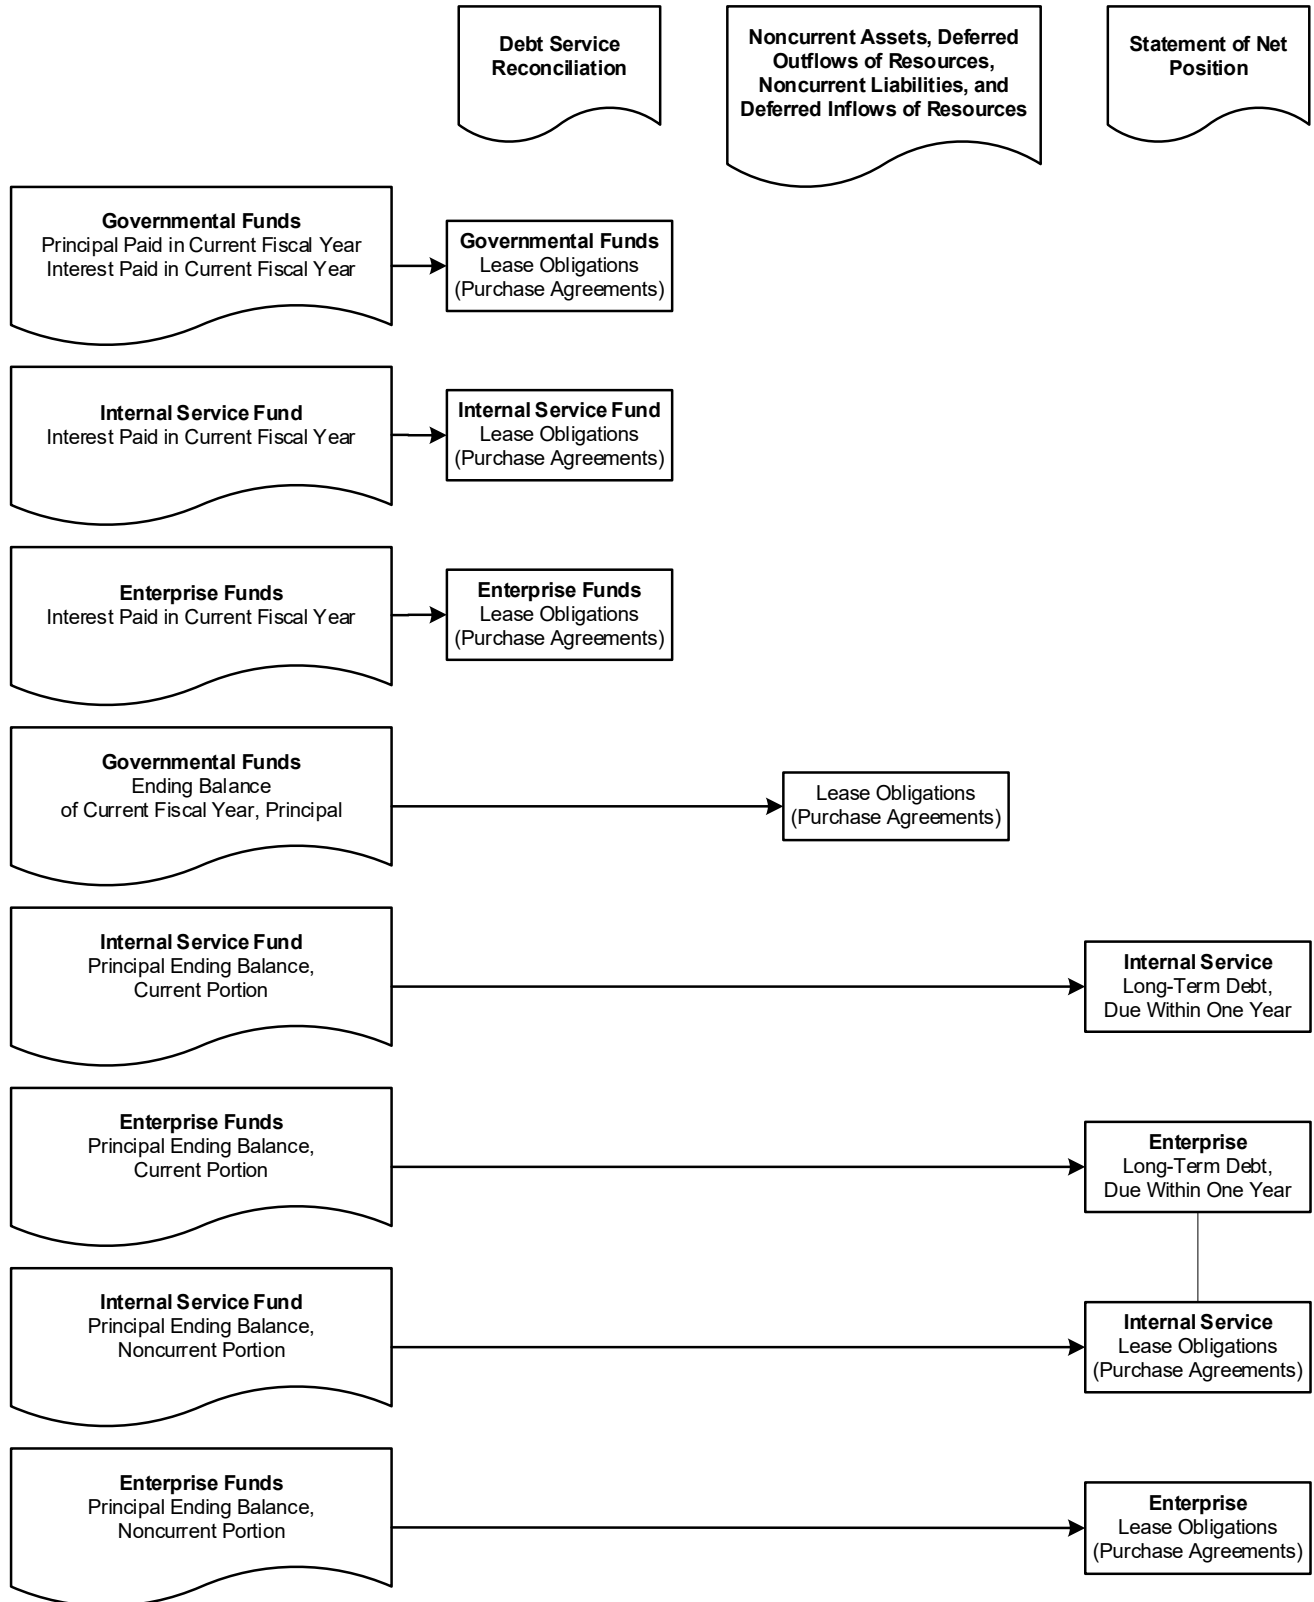 Debt Service
Reconciliation
Noncurrent Assets, Deferred
Outflows of Resources,
Noncurrent Liabilities, and
Deferred Inflows of Resources
Statement of Net
Position
Governmental Funds
Principal Paid in Current Fiscal Year
Interest Paid in Current Fiscal Year
Governmental Funds
Lease Obligations
(Purchase Agreements)
Internal Service Fund
Interest Paid in Current Fiscal Year
Internal Service Fund
Lease Obligations
(Purchase Agreements)
Enterprise Funds
Interest Paid in Current Fiscal Year
Enterprise Funds
Lease Obligations
(Purchase Agreements)
Governmental Funds
Ending Balance
of Current Fiscal Year, Principal
Lease Obligations
(Purchase Agreements)
Internal Service Fund
Principal Ending Balance,
Current Portion
Internal Service
Long-Term Debt,
Due Within One Year
Enterprise Funds
Principal Ending Balance,
Current Portion
Enterprise
Long-Term Debt,
Due Within One Year
Internal Service Fund
Principal Ending Balance,
Noncurrent Portion
Internal Service
Lease Obligations
(Purchase Agreements)
Enterprise Funds
Principal Ending Balance,
Noncurrent Portion
Enterprise
Lease Obligations
(Purchase Agreements)